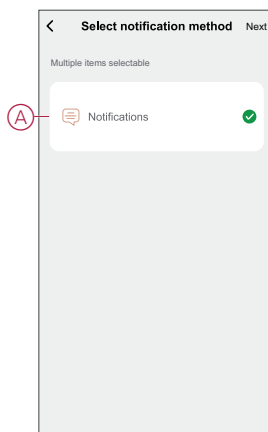 Select notification method Next
Multiple items selectable
A Notifications